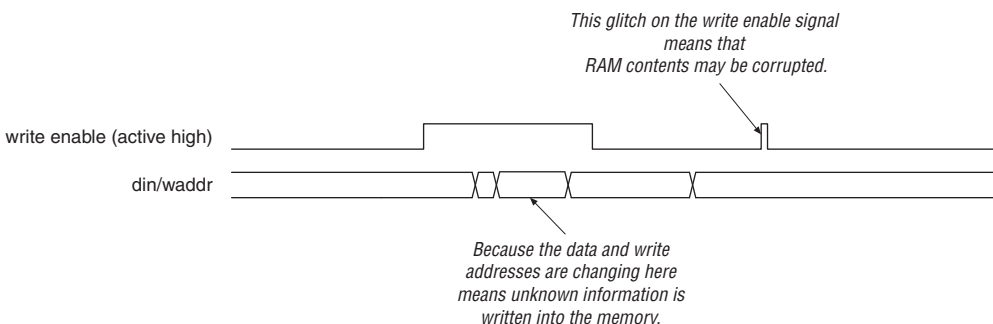 This glitch on the write enable signal
means that
RAM contents may be corrupted.
write enable (active high)
din/waddr
Because the data and write
addresses are changing here
means unknown information is
written into the memory.